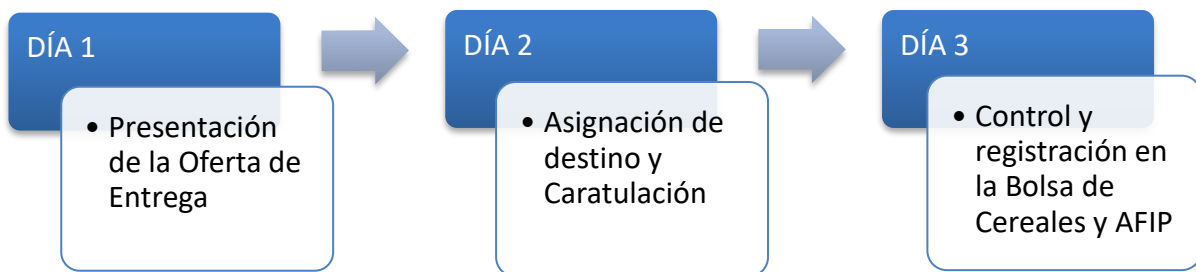 DÍA 1
• Presentación
de la Oferta de
Entrega
DÍA 2
• Asignación de
destino y
Caratulación
DÍA 3
• Control y
registración en
la Bolsa de
Cereales y AFIP